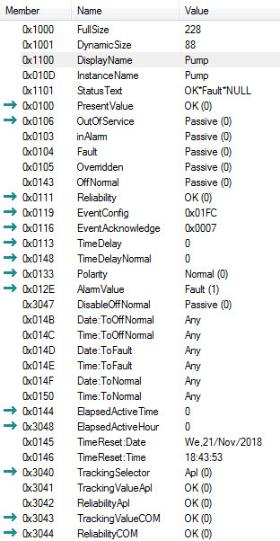 Member Name Value
0x1000 FullSize 228
0x1001 DynamicSize 88
0x1100 DisplayName Pump
0x010D InstanceName Pump
0x1101 StatusText OK*Fault*NULL
0x0100 PresentValue OK (0)
0x0106 OutOfService Passive (0)
0x0103 inAlarm Passive (0)
0x0104 Fault Passive (0)
0x0105 Overridden Passive (0)
0x0143 OffNormal Passive (0)
0x0111 Reliability OK (0)
0x0119 EventConfig 0x01FC
0x0116 EventAcknowledge 0x0007
0x0113 TimeDelay 0
0x0148 TimeDelayNormal 0
0x0133 Polarity Normal (0)
0x012E AlarmValue Fault (1)
0x3047 DisableOffNormal Passive (0)
0x014B Date:ToOffNormal Any
0x014C Time:ToOffNormal Any
0x014D Date:ToFault Any
0x014E Time:ToFault Any
0x014F Date:ToNormal Any
0x0150 Time:ToNormal Any
0x0144 ElapsedActiveTime 0
0x3048 ElapsedActiveHour 0
0x0145 TimeReset:Date We,21/Nov/2018
0x0146 TimeReset:Time 18:43:53
0x3040 TrackingSelector Apl (0)
0x3041 TrackingValueApl OK (0)
0x3042 ReliabilityApl OK (0)
0x3043 TrackingValueCOM OK (0)
0x3044 ReliabilityCOM OK (0)